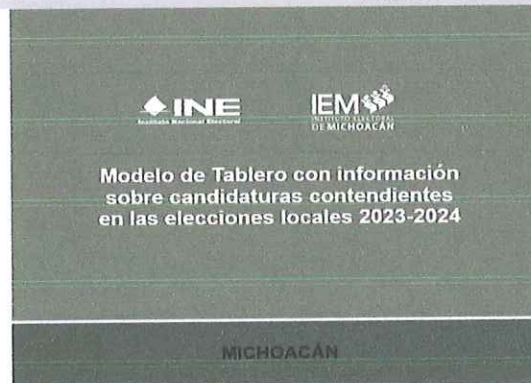 INE
Instituto Nacional Electoral
IEM
INSTITUTO ELECTORAL
DE MICHOACÁN
Modelo de Tablero con información
sobre candidaturas contendientes
en las elecciones locales 2023-2024
MICHOACÁN